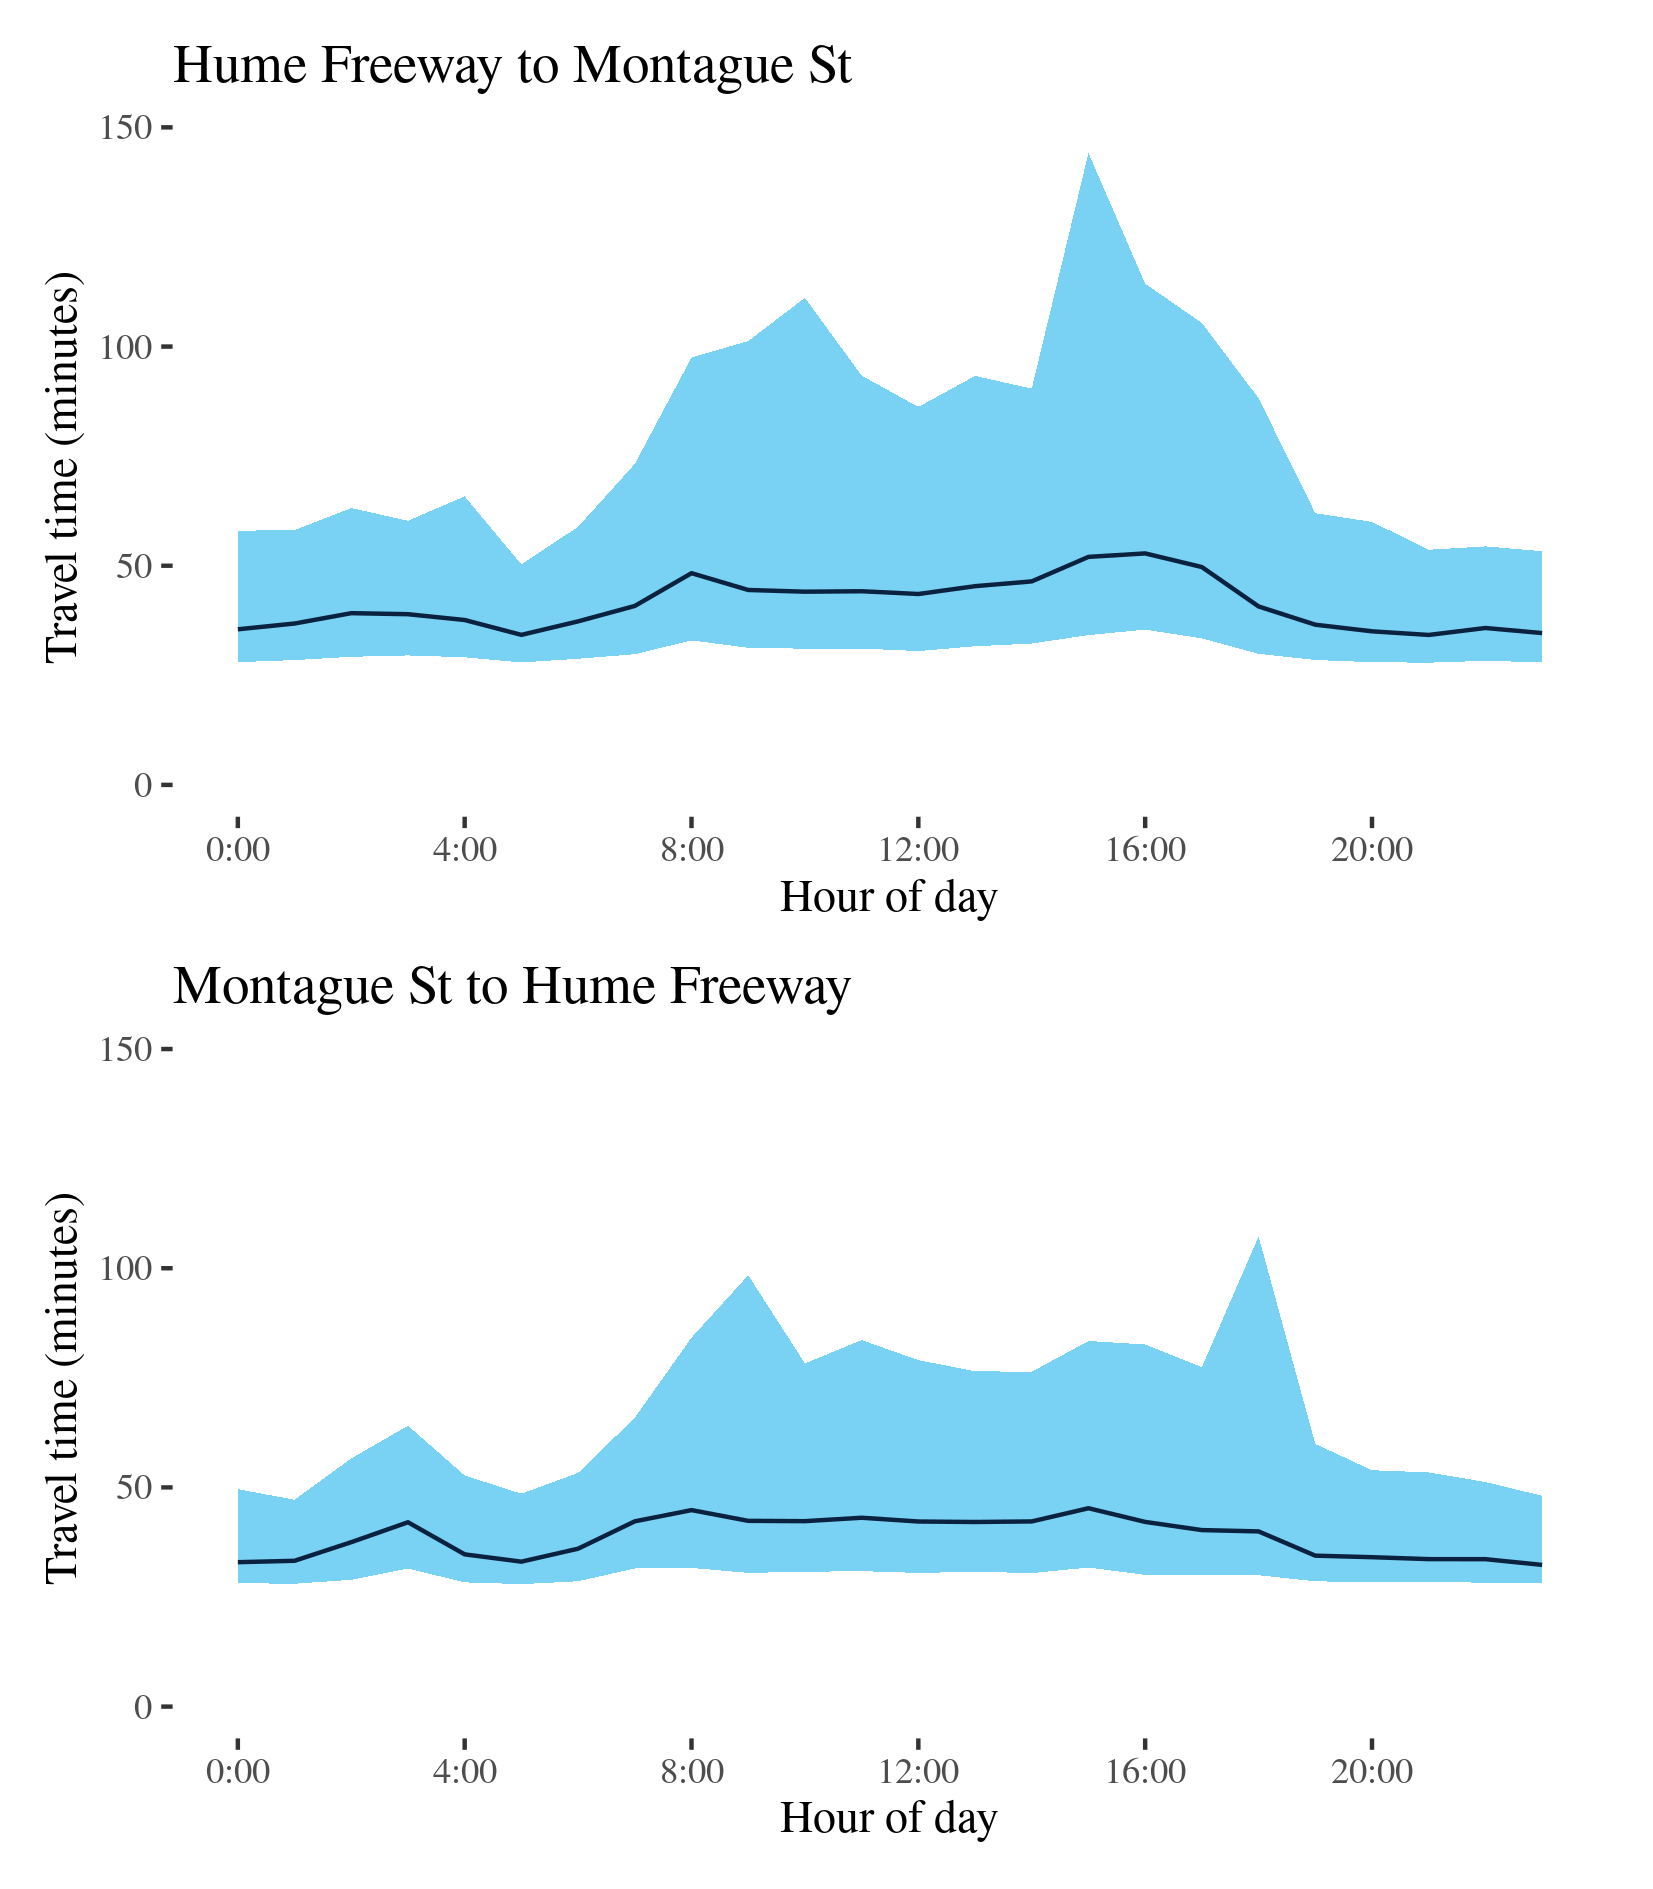 Hume Freeway to Montague St
150
100
50
0
Travel time (minutes)
0:00 4:00 8:00 12:00 16:00 20:00
Hour of day
Montague St to Hume Freeway
150
100
50
0
Travel time (minutes)
0:00 4:00 8:00 12:00 16:00 20:00
Hour of day